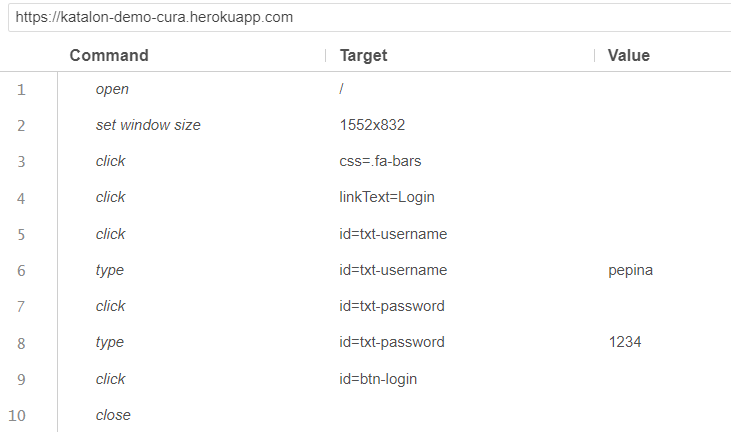 https://katalon-demo-cura.herokuapp.com
Command Target Value
1 open /
2 set window size 1552x832
3 click css=.fa-bars
4 click linkText=Login
5 click id=txt-username
6 type id=txt-username pepina
7 click id=txt-password
8 type id=txt-password 1234
9 click id=btn-login
10 close